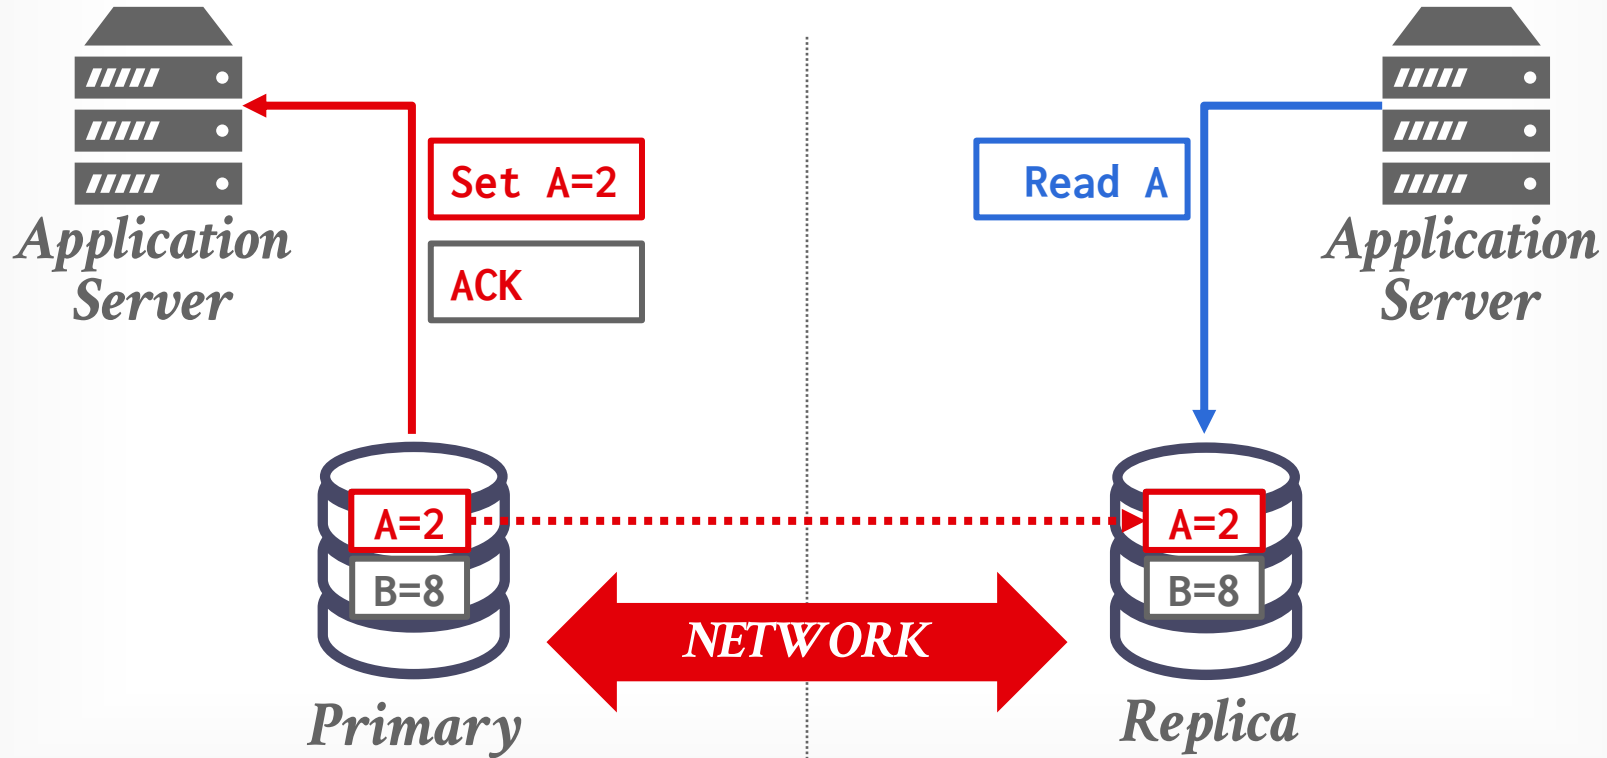 Set A=2
ACK
Read A
Application
Server
Application
Server
A=2
B=8
A=2
B=8
NETWORK
Primary
Replica